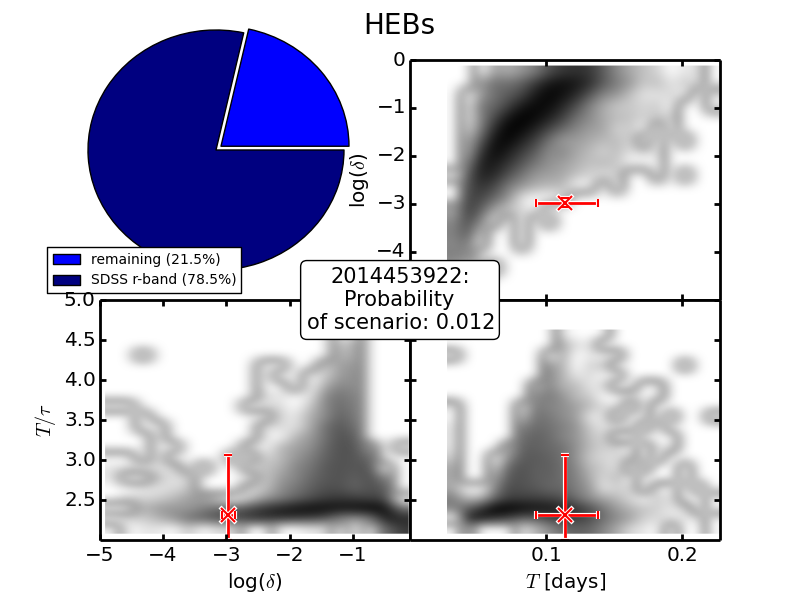 HEBs
remaining (21.5%)
SDSS r-band (78.5%)
log(δ)
0
−1
−2
−3
−4
2014453922:
Probability
of scenario: 0.012
T/τ
5.0
4.5
4.0
3.5
3.0
2.5
−5 −4 −3 −2 −1
log(δ)
0.1 0.2
T [days]